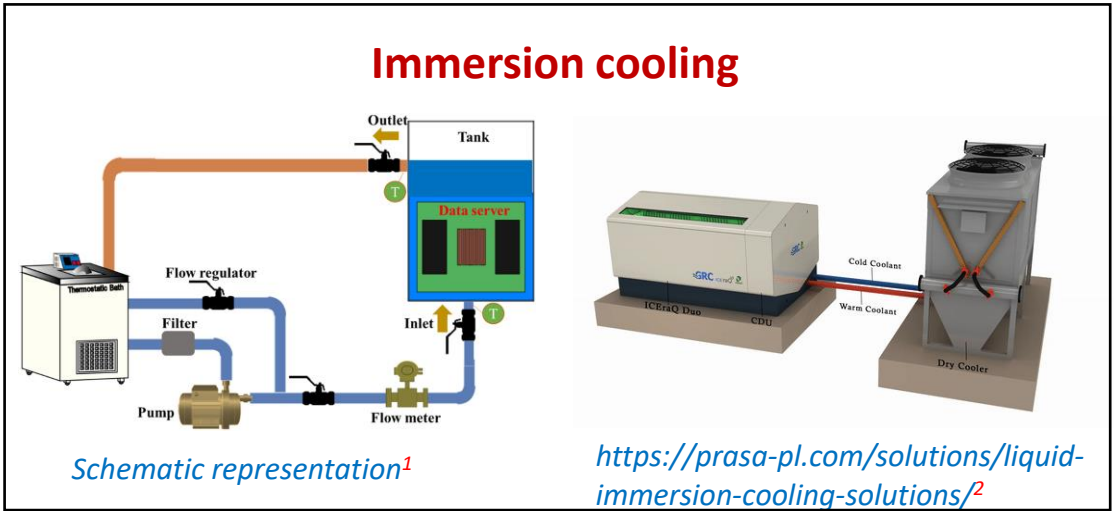 Immersion cooling
Outlet
Tank
T
Data server
Thermostatic Bath
Flow regulator
Filter
Inlet
T
Pump
Flow meter
Schematic representation1
GRC
ICEraQ Duo
CDU
Cold Coolant
Warm Coolant
Dry Cooler
https://prasa-pl.com/solutions/liquid-
immersion-cooling-solutions/2